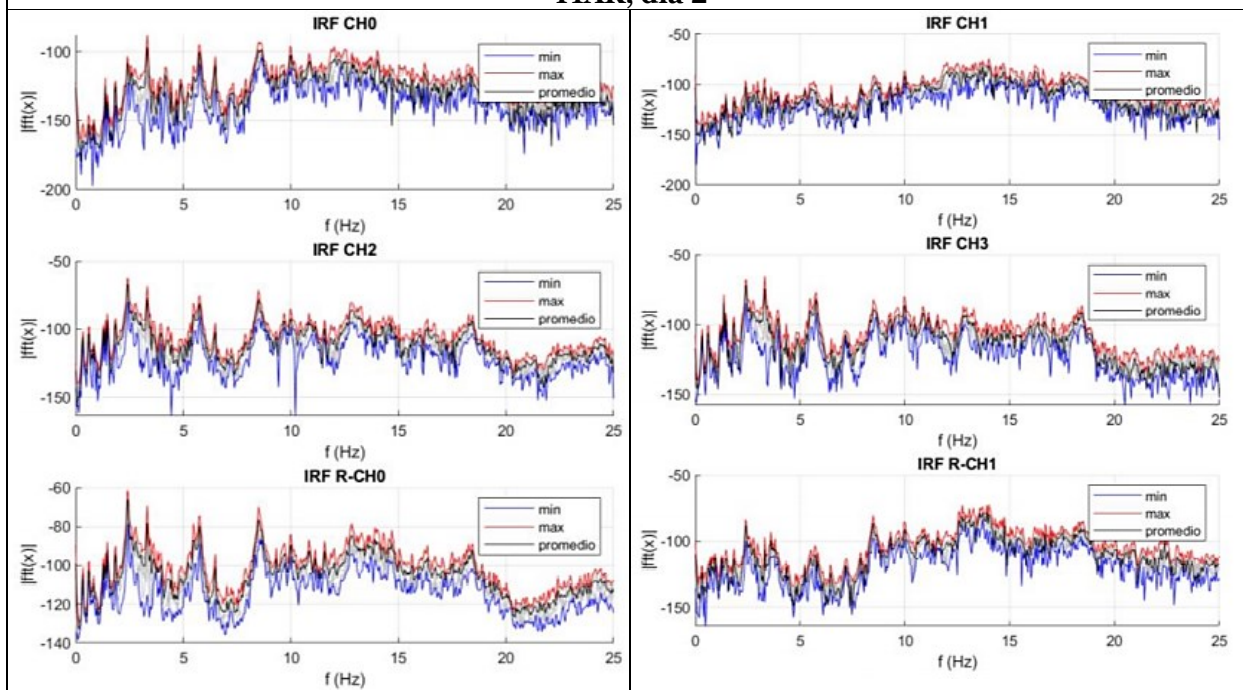 día 2
IRF CH0
|fft(x)|
-100
-150
-200
min
max
promedio
0 5 10 15 20 25
f (Hz)
IRF CH1
|fft(x)|
-50
-100
-150
-200
min
max
promedio
0 5 10 15 20 25
f (Hz)
IRF CH2
|fft(x)|
-50
-100
-150
min
max
promedio
0 5 10 15 20 25
f (Hz)
IRF CH3
|fft(x)|
-50
-100
-150
min
max
promedio
0 5 10 15 20 25
f (Hz)
IRF R-CH0
|fft(x)|
-60
-80
-100
-120
-140
min
max
promedio
0 5 10 15 20 25
f (Hz)
IRF R-CH1
|fft(x)|
-50
-100
-150
min
max
promedio
0 5 10 15 20 25
f (Hz)